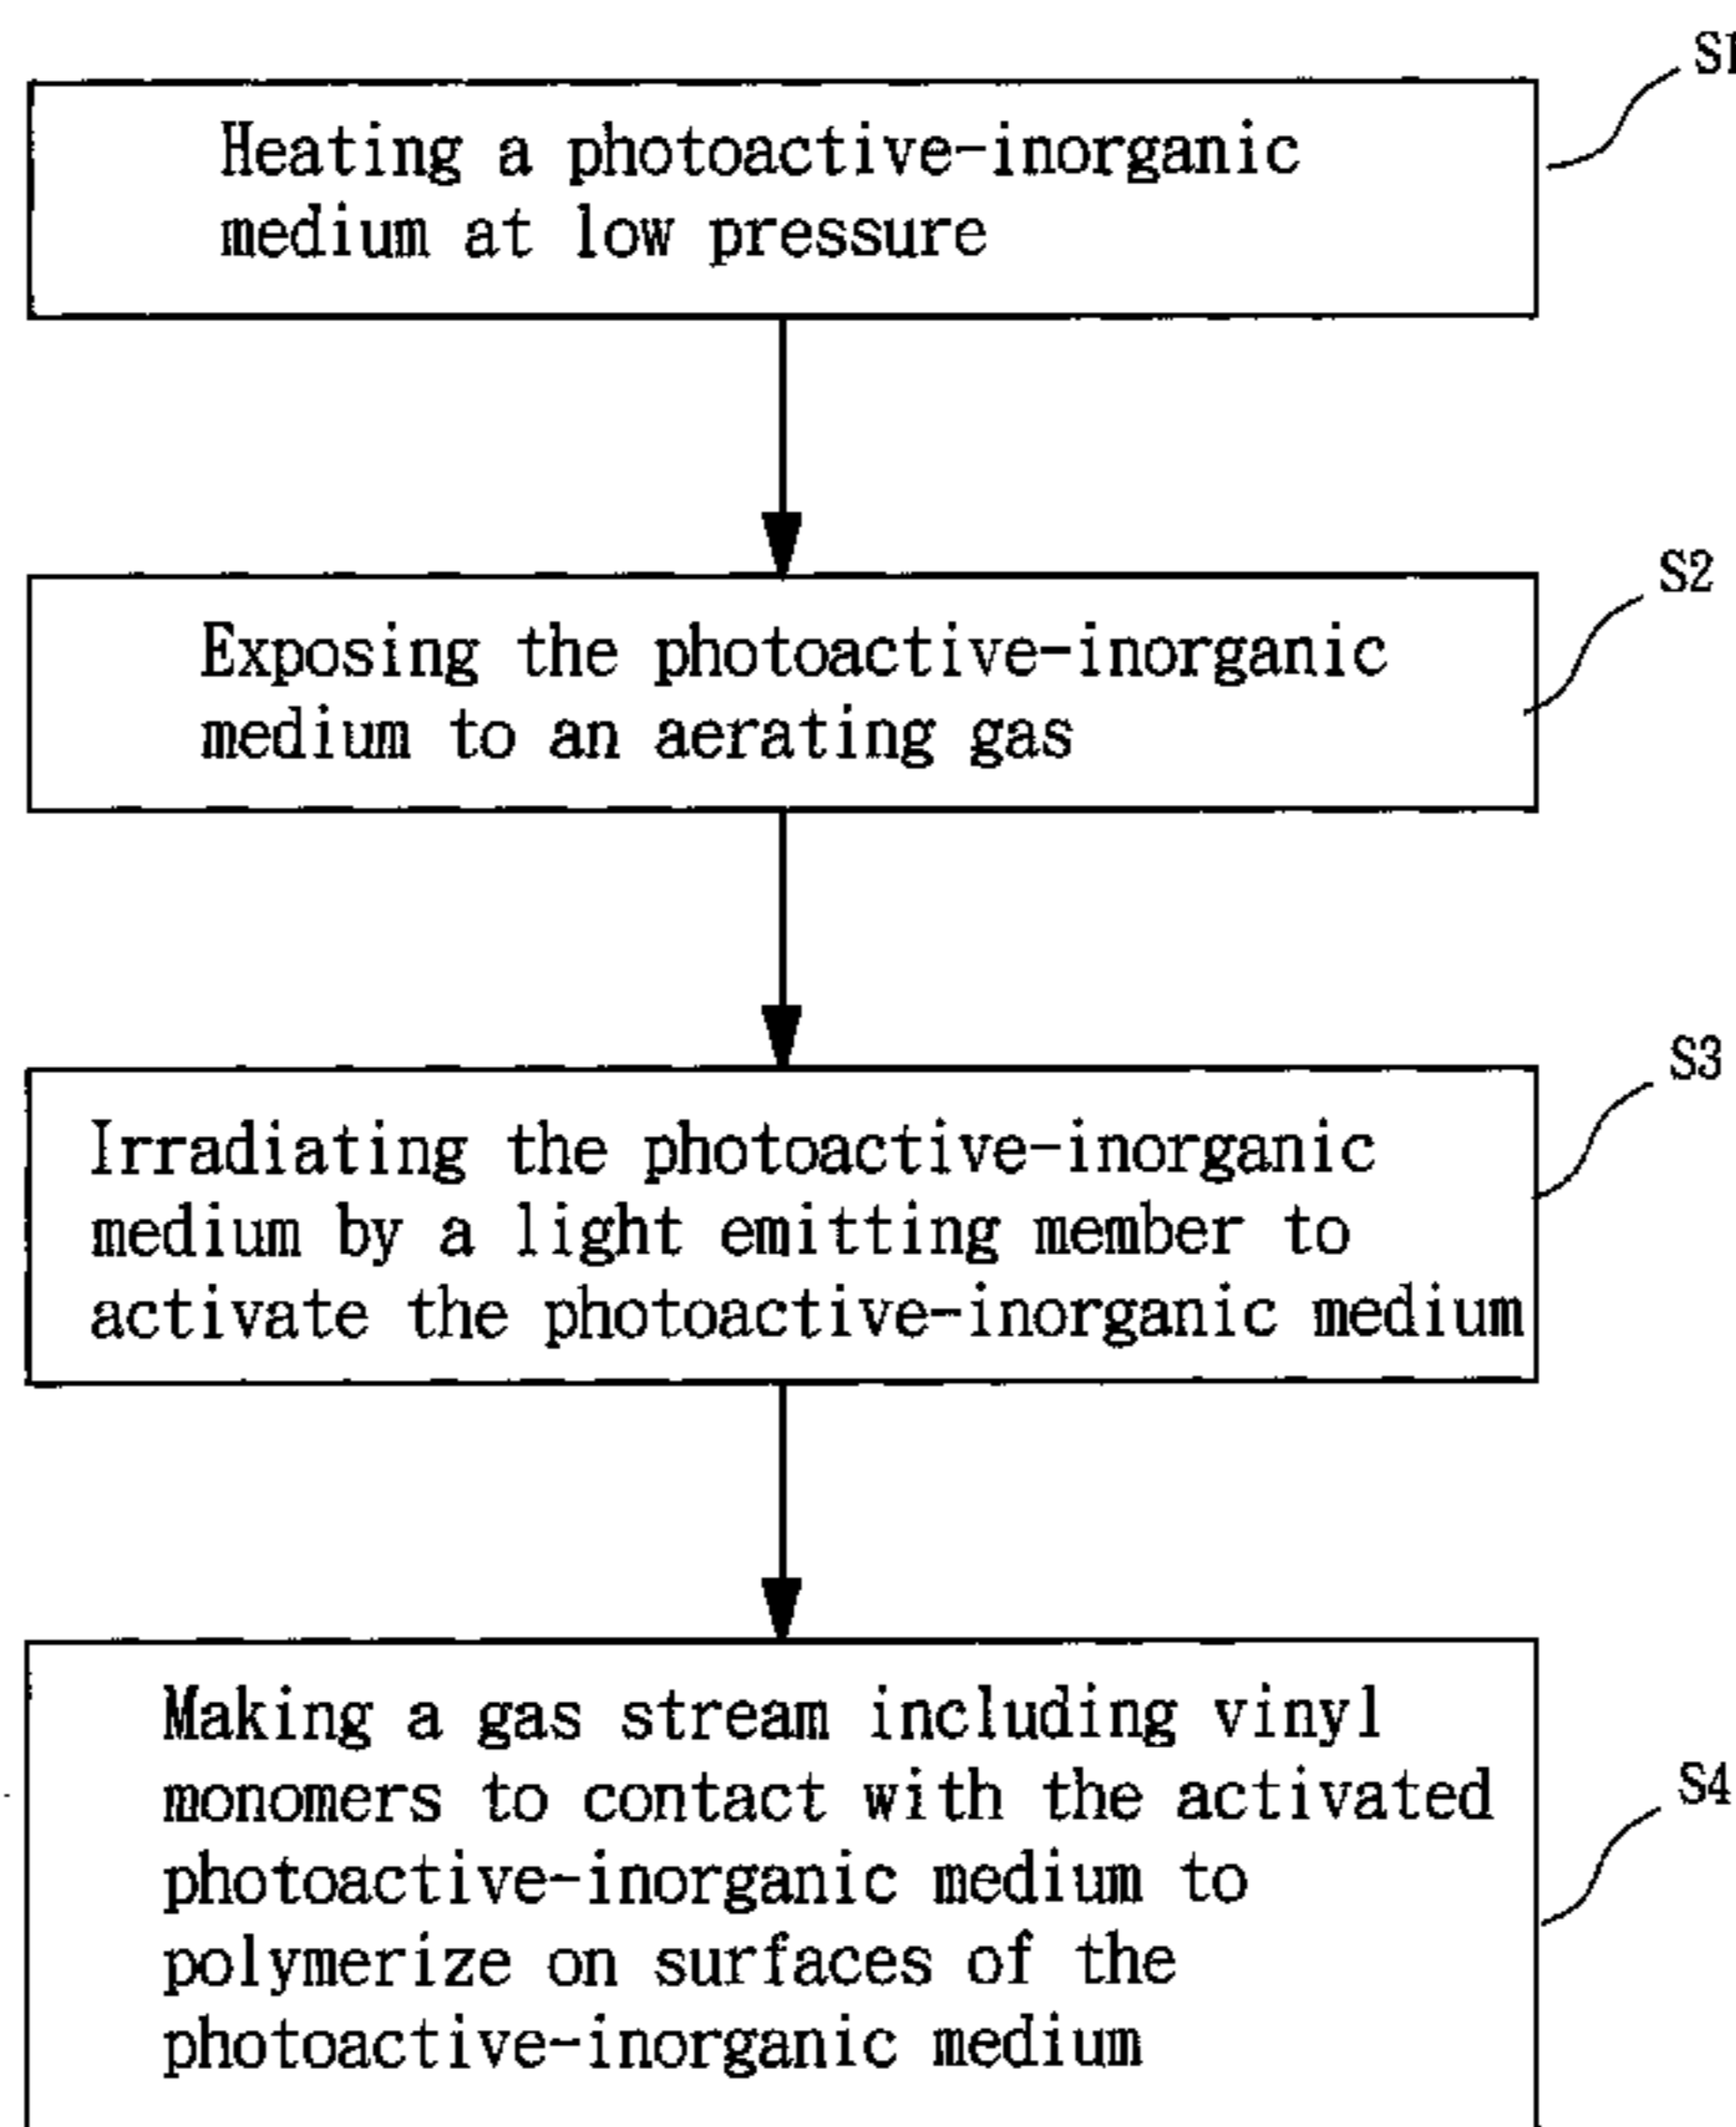 S1
Heating a photoactive-inorganic
medium at low pressure
S2
Exposing the photoactive-inorganic
medium to an aerating gas
S3
Irradiating the photoactive-inorganic
medium by a light emitting member to
activate the photoactive-inorganic medium
S4
Making a gas stream including vinyl
monomers to contact with the activated
photoactive-inorganic medium to
polymerize on surfaces of the
photoactive-inorganic medium